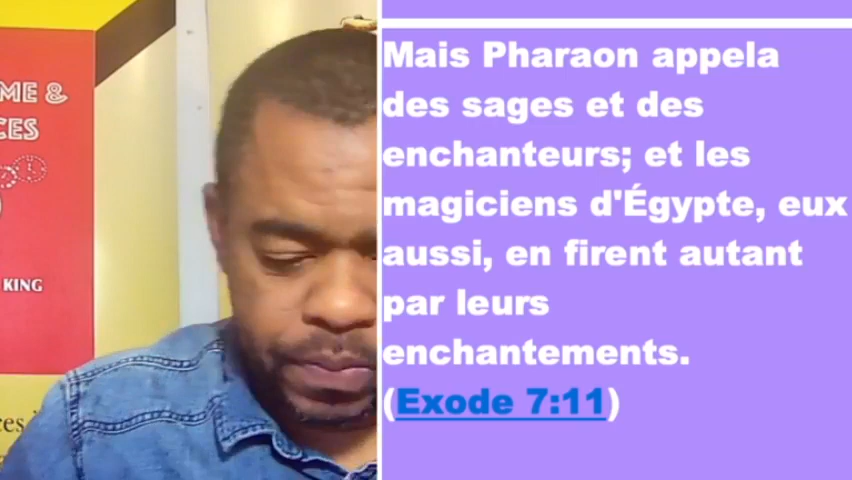 ME &
CES
KING
ces
Mais Pharaon appela
des sages et des
enchanteurs; et les
magiciens d'Égypte, eux
aussi, en firent autant
par leurs
enchantements.
(Exode 7:11)